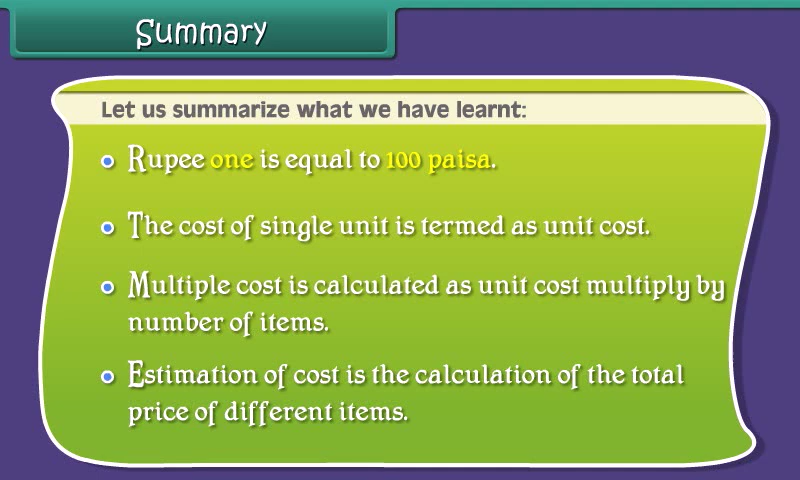 Summary
Let us summarize what we have learnt:
Rupee one is equal to 100 paisa.
The cost of single unit is termed as unit cost.
Multiple cost is calculated as unit cost multiply by
number of items.
Estimation of cost is the calculation of the total
price of different items.